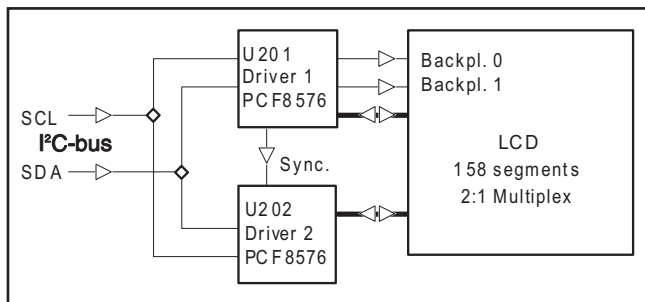 U201
Driver 1
PCF8576
Backpl. 0
Backpl. 1
SCL
I²C-bus
SDA
Sync.
LCD
158 segments
2:1 Multiplex
U202
Driver 2
PCF8576